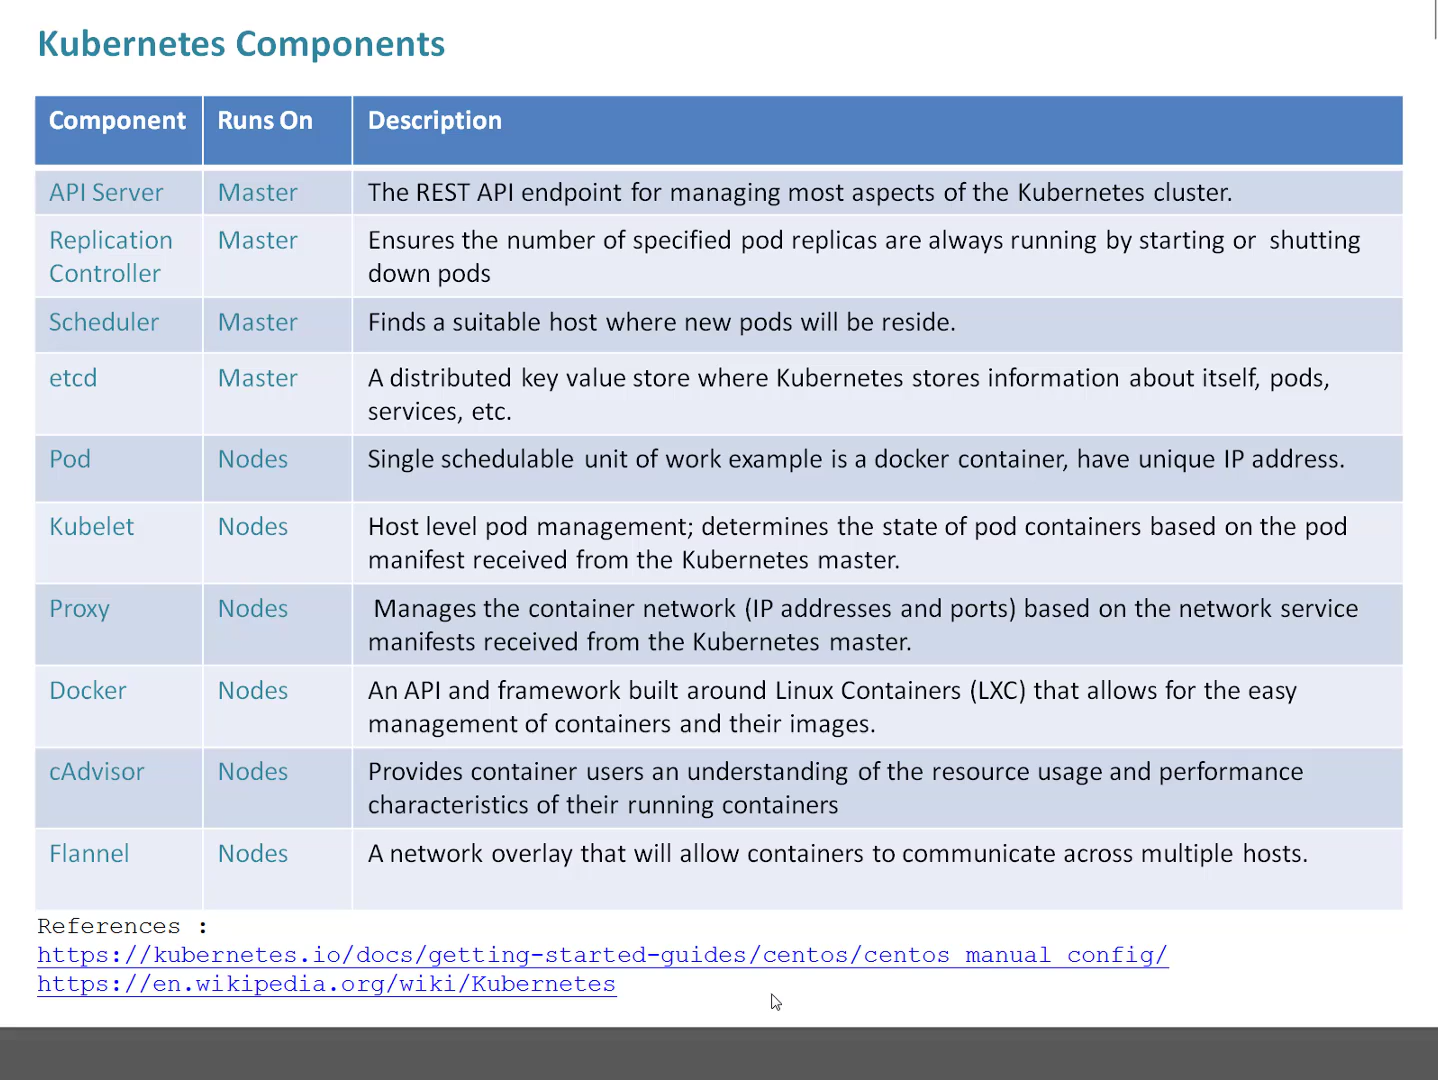 Kubernetes Components
Component Runs On Description
API Server Master The REST API endpoint for managing most aspects of the Kubernetes cluster.
Replication Controller Master Ensures the number of specified pod replicas are always running by starting or shutting
down pods
Scheduler Master Finds a suitable host where new pods will be reside.
etcd Master A distributed key value store where Kubernetes stores information about itself, pods,
services, etc.
Pod Nodes Single schedulable unit of work example is a docker container, have unique IP address.
Kubelet Nodes Host level pod management; determines the state of pod containers based on the pod
manifest received from the Kubernetes master.
Proxy Nodes Manages the container network (IP addresses and ports) based on the network service
manifests received from the Kubernetes master.
Docker Nodes An API and framework built around Linux Containers (LXC) that allows for the easy
management of containers and their images.
cAdvisor Nodes Provides container users an understanding of the resource usage and performance
characteristics of their running containers
Flannel Nodes A network overlay that will allow containers to communicate across multiple hosts.
References :
https://kubernetes.io/docs/getting-started-guides/centos/centos_manual_config/
https://en.wikipedia.org/wiki/Kubernetes